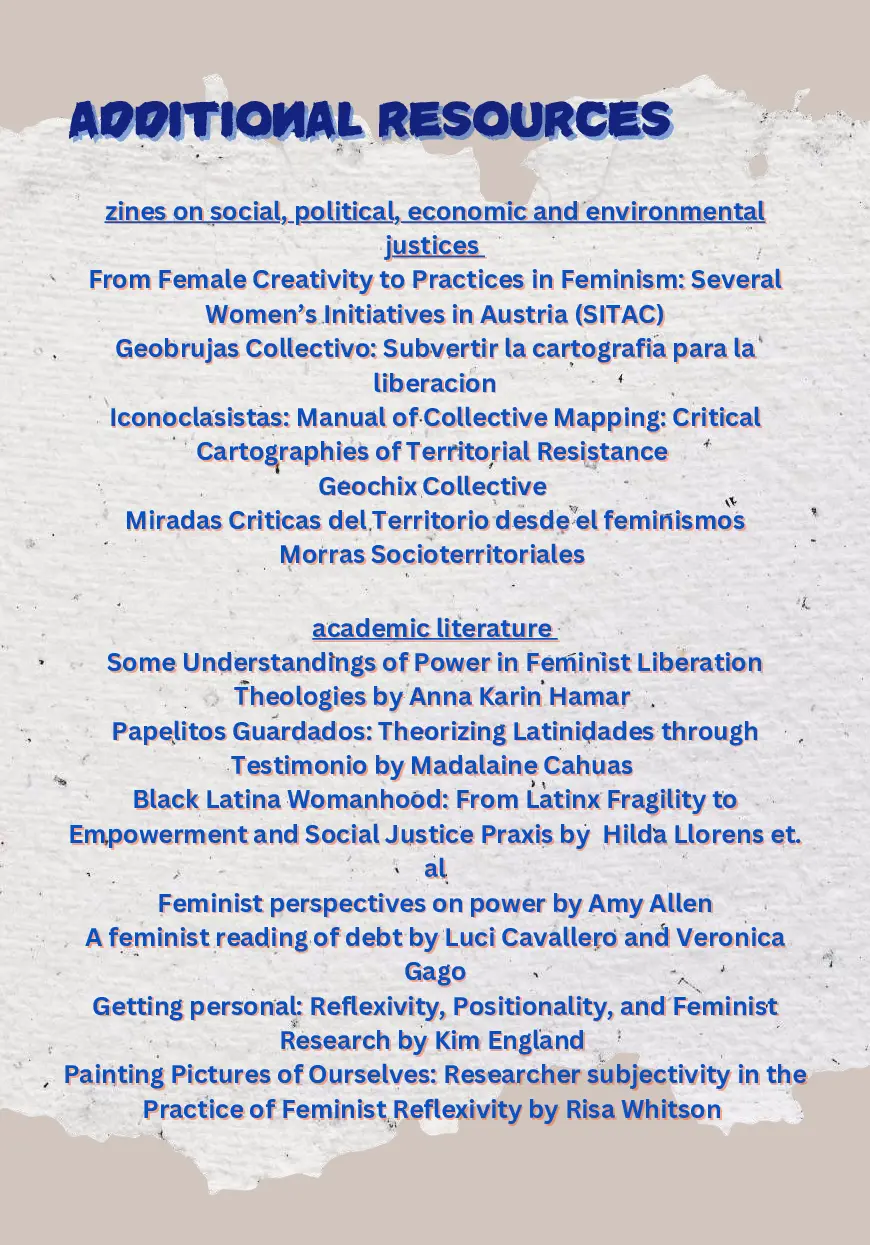 ADDITIONAL RESOURCES
zines on social, political, economic and environmental
justices
From Female Creativity to Practices in Feminism: Several
Women’s Initiatives in Austria (SITAC)
Geobrujas Collectivo: Subvertir la cartografia para la
liberacion
Iconoclasistas: Manual of Collective Mapping: Critical
Cartographies of Territorial Resistance
Geochix Collective
Miradas Criticas del Territorio desde el feminismos
Morras Socioterritoriales
academic literature
Some Understandings of Power in Feminist Liberation
Theologies by Anna Karin Hamar
Papelitos Guardados: Theorizing Latinidades through
Testimonio by Madalaine Cahuas
Black Latina Womanhood: From Latinx Fragility to
Empowerment and Social Justice Praxis by  Hilda Llorens et.
al
Feminist perspectives on power by Amy Allen
A feminist reading of debt by Luci Cavallero and Veronica
Gago
Getting personal: Reflexivity, Positionality, and Feminist
Research by Kim England
Painting Pictures of Ourselves: Researcher subjectivity in the
Practice of Feminist Reflexivity by Risa Whitson